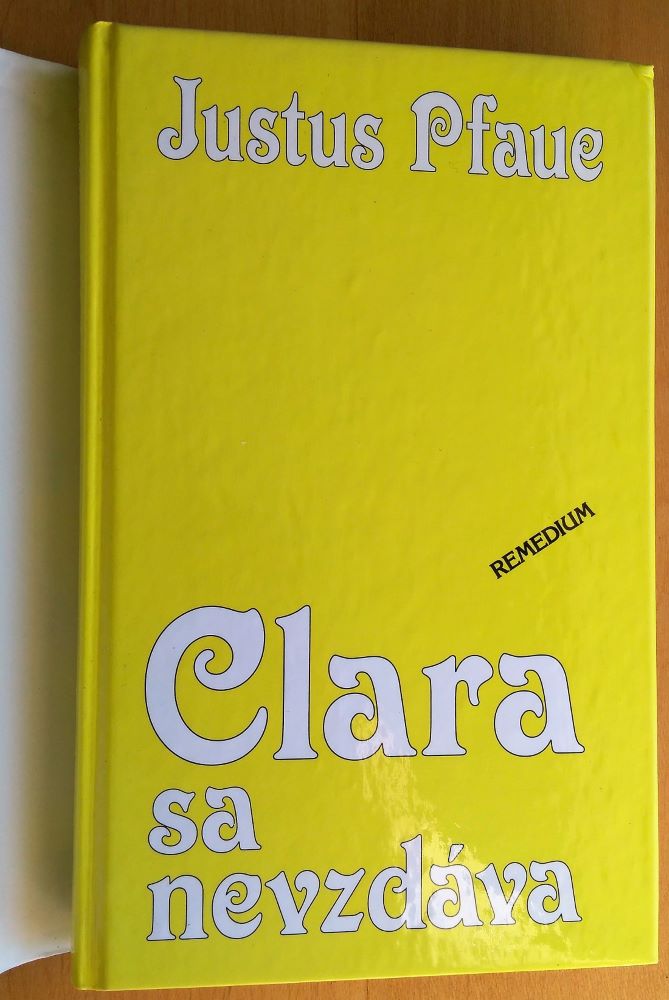 Justus Pfaue
REMEDIUM
Clara
sa
nevzdáva